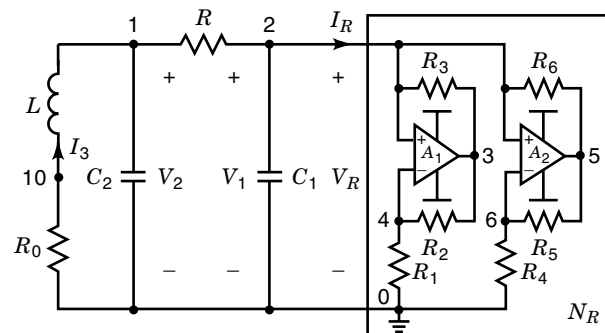 1 R 2 I_R
R_3 R_6
L
+ + +
I_3
+ A_1 − 3
+ A_2 − 5
10
C_2 V_2 V_1 C_1 V_R
4 6
R_0
R_2 R_5
R_1 R_4
− − −
0
N_R